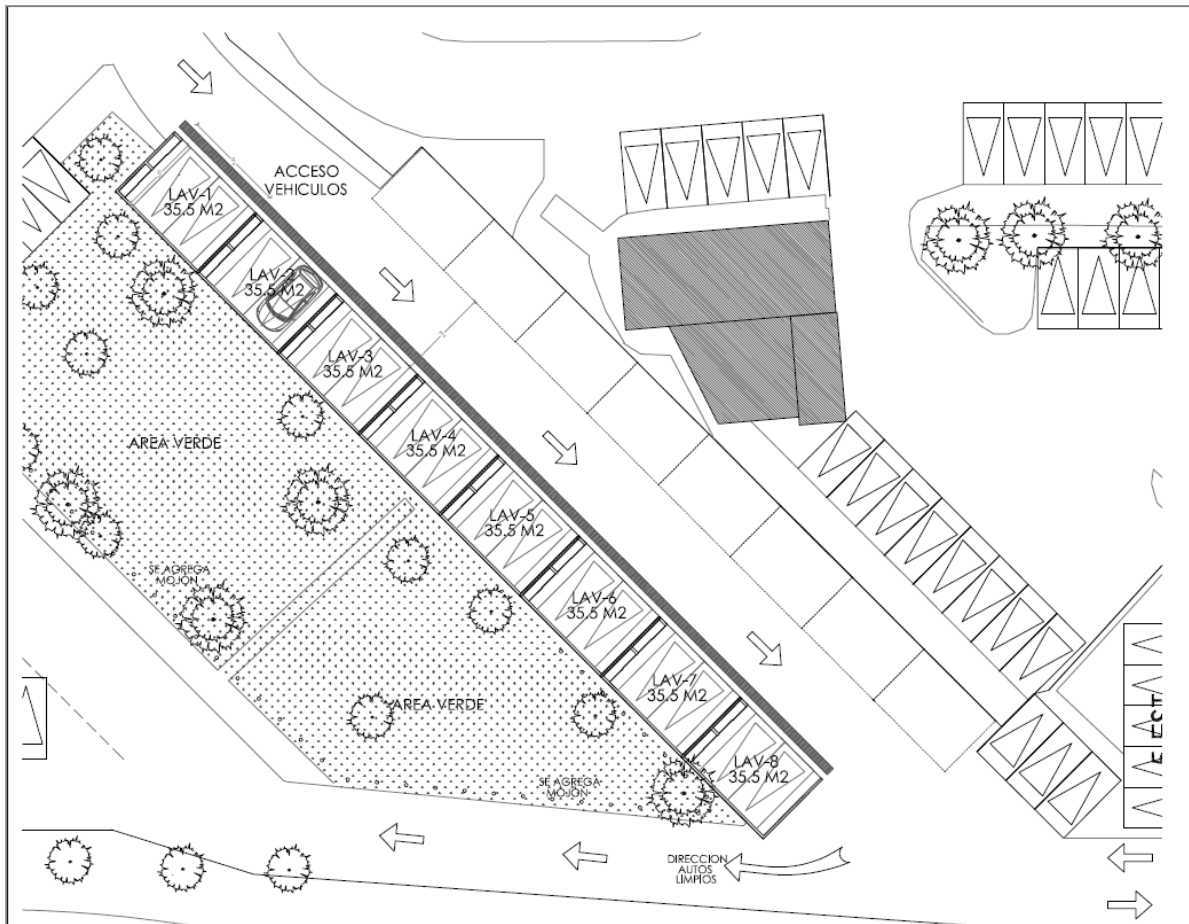 ACCESO
VEHICULOS
LAV-1
35.5 M2
LAV-2
35.5 M2
LAV-3
35.5 M2
LAV-4
35.5 M2
LAV-5
35.5 M2
LAV-6
35.5 M2
LAV-7
35.5 M2
LAV-8
35.5 M2
AREA VERDE
SE AGREGA
MOJON
AREA VERDE
SE AGREGA
MOJON
DIRECCION
AUTOS
LIMPIOS